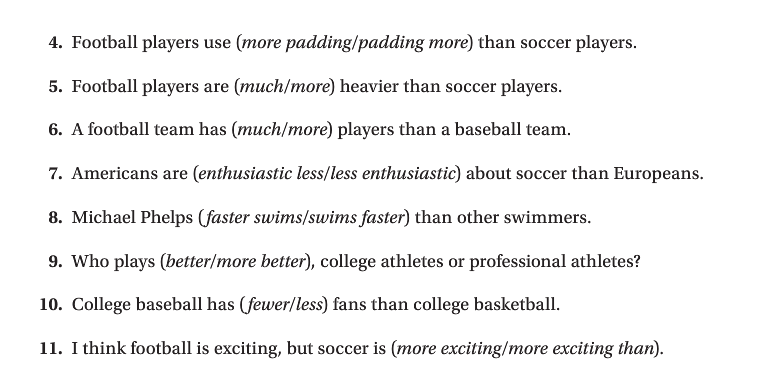 4. Football players use (more padding/padding more) than soccer players.
5. Football players are (much/more) heavier than soccer players.
6. A football team has (much/more) players than a baseball team.
7. Americans are (enthusiastic less/less enthusiastic) about soccer than Europeans.
8. Michael Phelps (faster swims/swims faster) than other swimmers.
9. Who plays (better/more better), college athletes or professional athletes?
10. College baseball has (fewer/less) fans than college basketball.
11. I think football is exciting, but soccer is (more exciting/more exciting than).